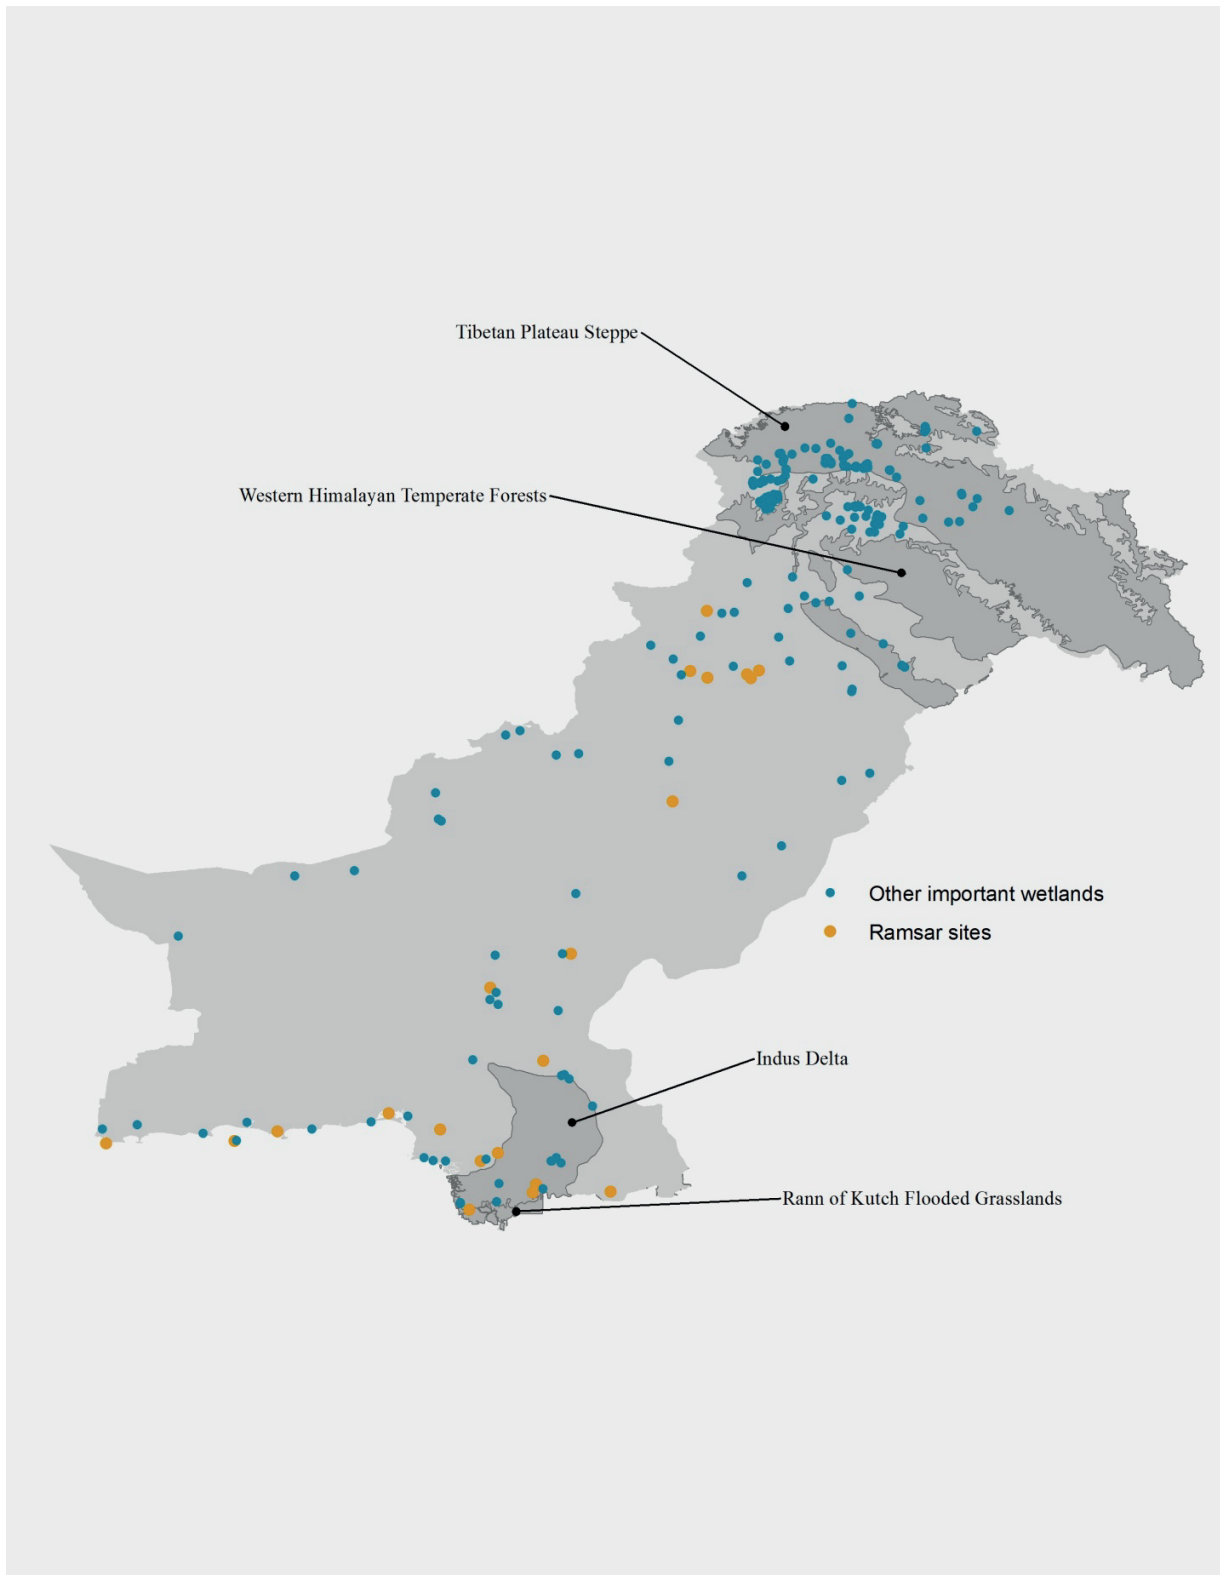 Tibetan Plateau Steppe
Western Himalayan Temperate Forests
Other important wetlands
Ramsar sites
Indus Delta
Rann of Kutch Flooded Grasslands